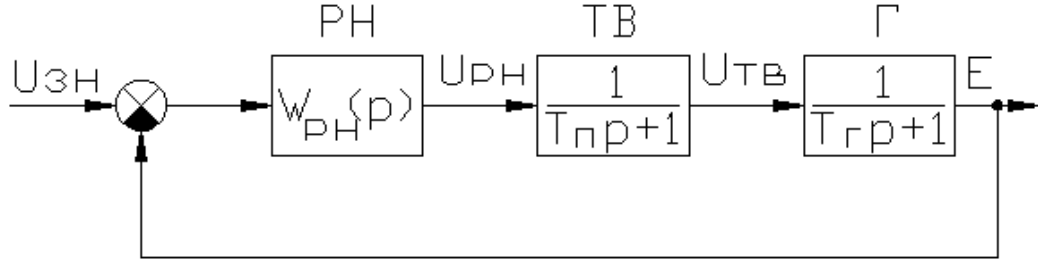 РН ТВ Г
Uзн Uрн Uтв E
Wрн(p) 1 1
Tпp+1 Tгp+1